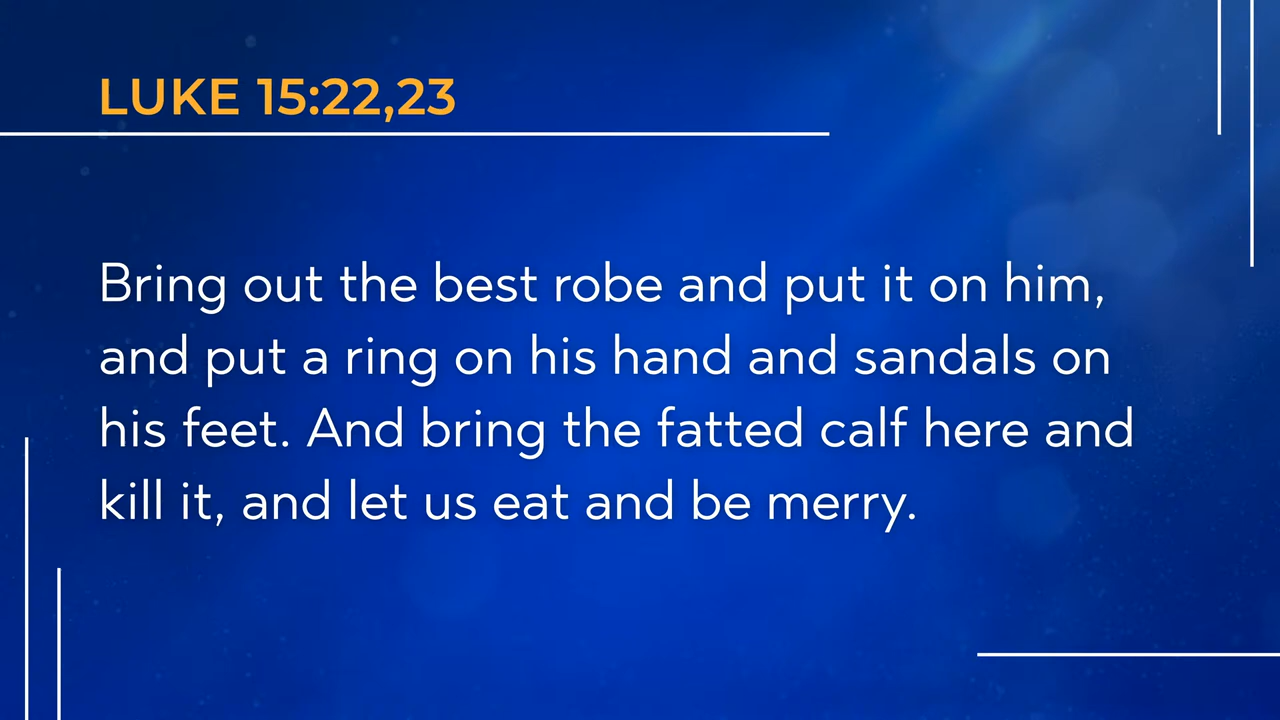 LUKE 15:22,23
Bring out the best robe and put it on him,
and put a ring on his hand and sandals on
his feet. And bring the fatted calf here and
kill it, and let us eat and be merry.